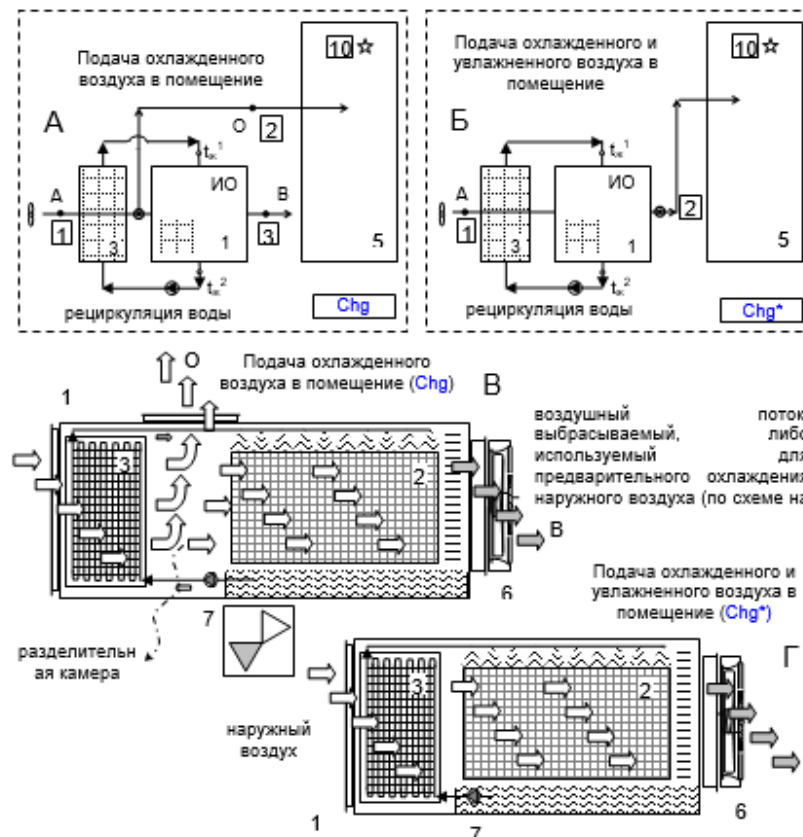 Подача охлажденного
воздуха в помещение
10
А
О
2
tж¹
ИО
А
В
1
3
1
3
5
tж²
рециркуляция воды
Chg
Подача охлажденного и
увлажненного воздуха в
помещение
10
Б
tж¹
ИО
А
2
1
3
1
5
tж²
рециркуляция воды
Chg*
О
Подача охлажденного
воздуха в помещение (Chg)
В
1
3
2
воздушный поток
выбрасываемый, либо
используемый для
предварительного охлаждения
наружного воздуха (по схеме на
В
6
7
разделительн
ая камера
Подача охлажденного и
увлажненного воздуха в
помещение (Chg*)
Г
3
2
наружный
воздух
1
7
6